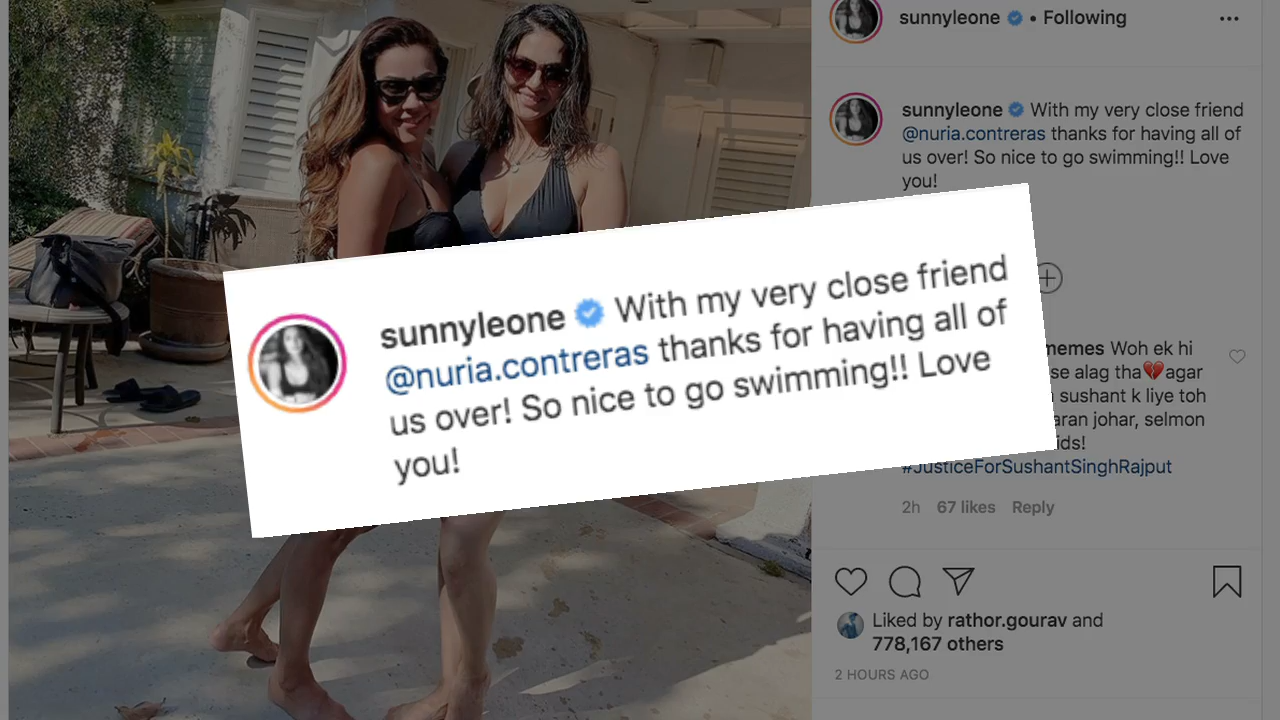 sunnyleone • Following
sunnyleone With my very close friend
@nuria.contreras thanks for having all of
us over! So nice to go swimming!! Love
you!
sunnyleone With my very close friend
@nuria.contreras thanks for having all of
us over! So nice to go swimming!! Love
you!
memes Woh ek hi
se alag tha💔agar
sushant k liye toh
aran johar, selmon
ids!
#JusticeForSushantSinghRajput
2h 67 likes Reply
Liked by rathor.gourav and
778,167 others
2 HOURS AGO